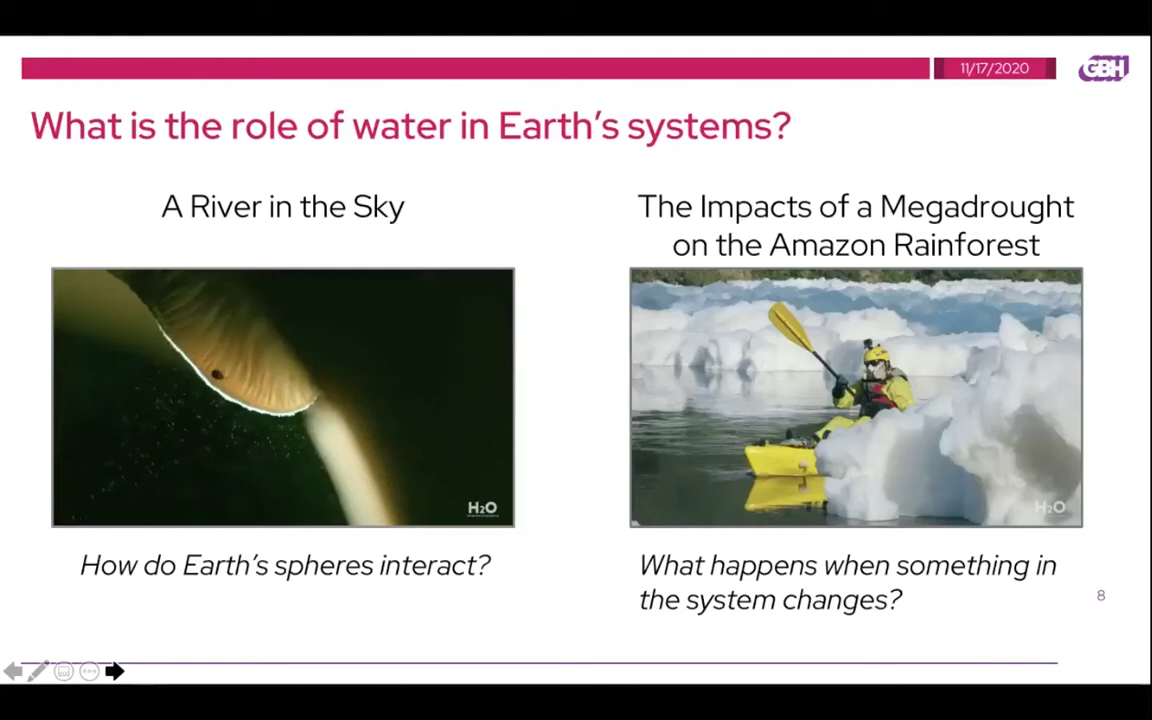 11/17/2020
GBH
What is the role of water in Earth's systems?
A River in the Sky
The Impacts of a Megadrought
on the Amazon Rainforest
H2O
H2O
How do Earth's spheres interact?
What happens when something in
the system changes?
8